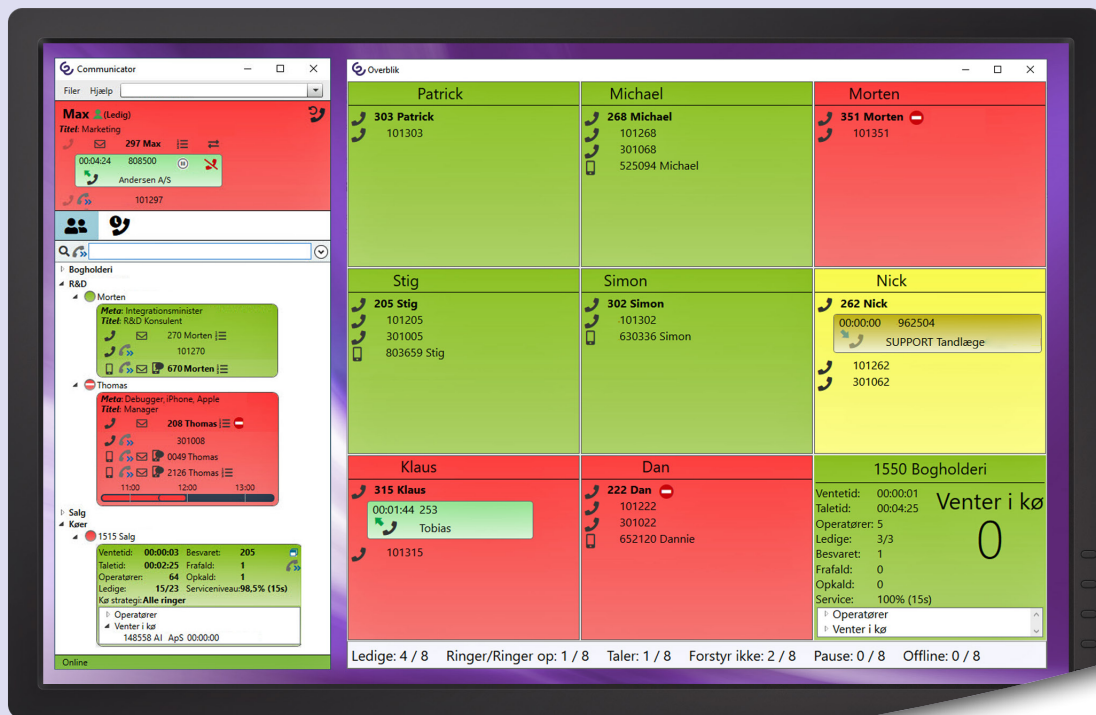 Communicator
Filer Hjælp
Max (Ledig)
Titel: Marketing
297 Max
00:04:24 808500
Andersen A/S
101297
Bogholderi
R&D
Morten
Meta: Integrationsminister
Titel: R&D Konsulent
270 Morten
101270
670 Morten
Thomas
Meta: Debugger, iPhone, Apple
Titel: Manager
208 Thomas
301008
0049 Thomas
2126 Thomas
11:00 12:00 13:00
Salg
Køer
1515 Salg
Ventetid: 00:00:03 Besvaret: 205
Taletid: 00:02:25 Frafald: 1
Operatører: 64 Opkald: 1
Ledige: 15/23 Serviceniveau: 98,5% (15s)
Kø strategi: Alle ringer
Operatører
Venter i kø
148558 AI ApS 00:00:00
Online
Overblik
Patrick
303 Patrick
101303
Michael
268 Michael
101268
301068
525094 Michael
Morten
351 Morten
101351
Stig
205 Stig
101205
301005
803659 Stig
Simon
302 Simon
101302
630336 Simon
Nick
262 Nick
00:00:00 962504
SUPPORT Tandlæge
101262
301062
Klaus
315 Klaus
00:01:44 253
Tobias
101315
Dan
222 Dan
101222
301022
652120 Dannie
1550 Bogholderi
Ventetid: 00:00:01
Taletid: 00:04:25
Operatører: 5
Ledige: 3/3
Besvaret: 1
Frafald: 0
Opkald: 0
Service: 100% (15s)
Venter i kø
0
Operatører
Venter i kø
Ledige: 4 / 8 Ringer/Ringer op: 1 / 8 Taler: 1 / 8 Forstyr ikke: 2 / 8 Pause: 0 / 8 Offline: 0 / 8